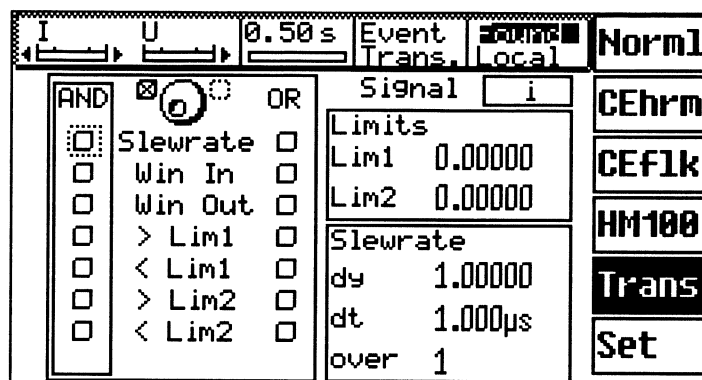 I U 0.50 s Event Local
Trans.
Norml
Signal i
AND OR
CEhrm
Limits
Slewrate
Lim1 0.00000
Win In
CEflk
Win Out
Lim2 0.00000
> Lim1
HM100
Slewrate
< Lim1
dy 1.00000
> Lim2
Trans
dt 1.000µs
< Lim2
Set
over 1